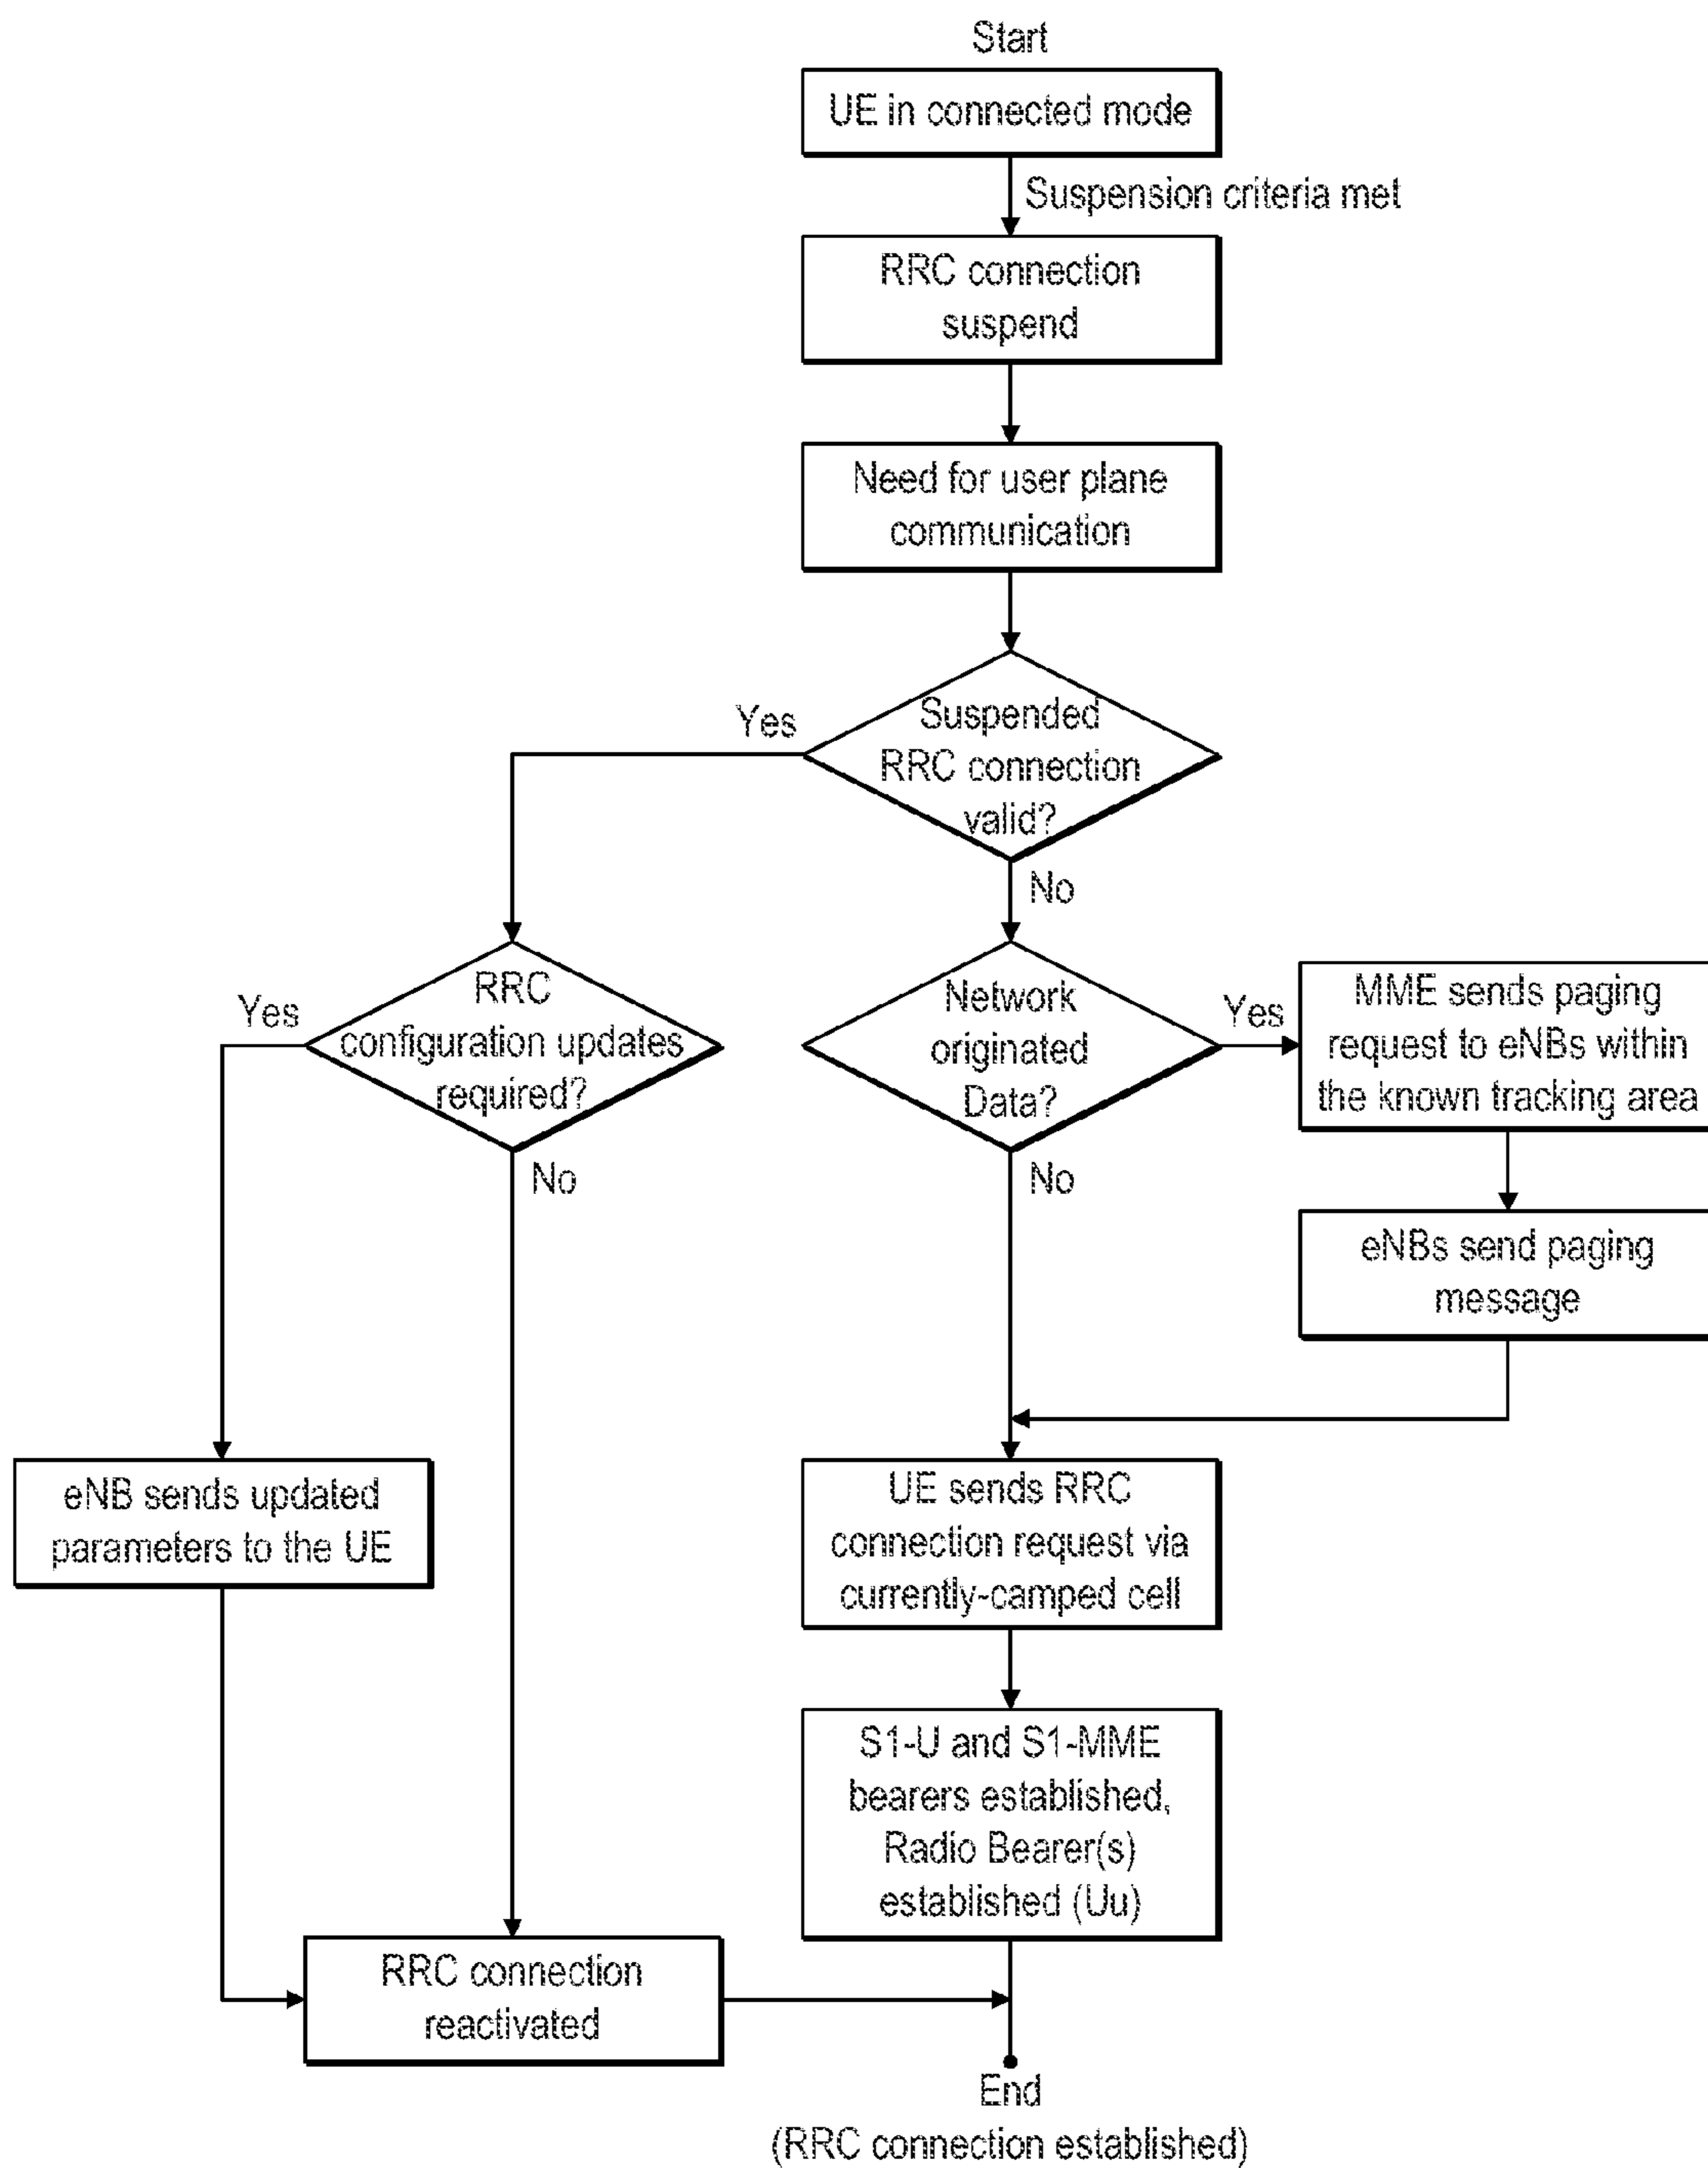 Start
UE in connected mode
Suspension criteria met
RRC connection
suspend
Need for user plane
communication
Suspended
RRC connection
valid?
Yes
No
RRC
configuration updates
required?
Yes
No
Network
originated
Data?
Yes
No
MME sends paging
request to eNBs within
the known tracking area
eNBs send paging
message
eNB sends updated
parameters to the UE
UE sends RRC
connection request via
currently-camped cell
S1-U and S1-MME
bearers established,
Radio Bearer(s)
established (Uu)
RRC connection
reactivated
End
(RRC connection established)